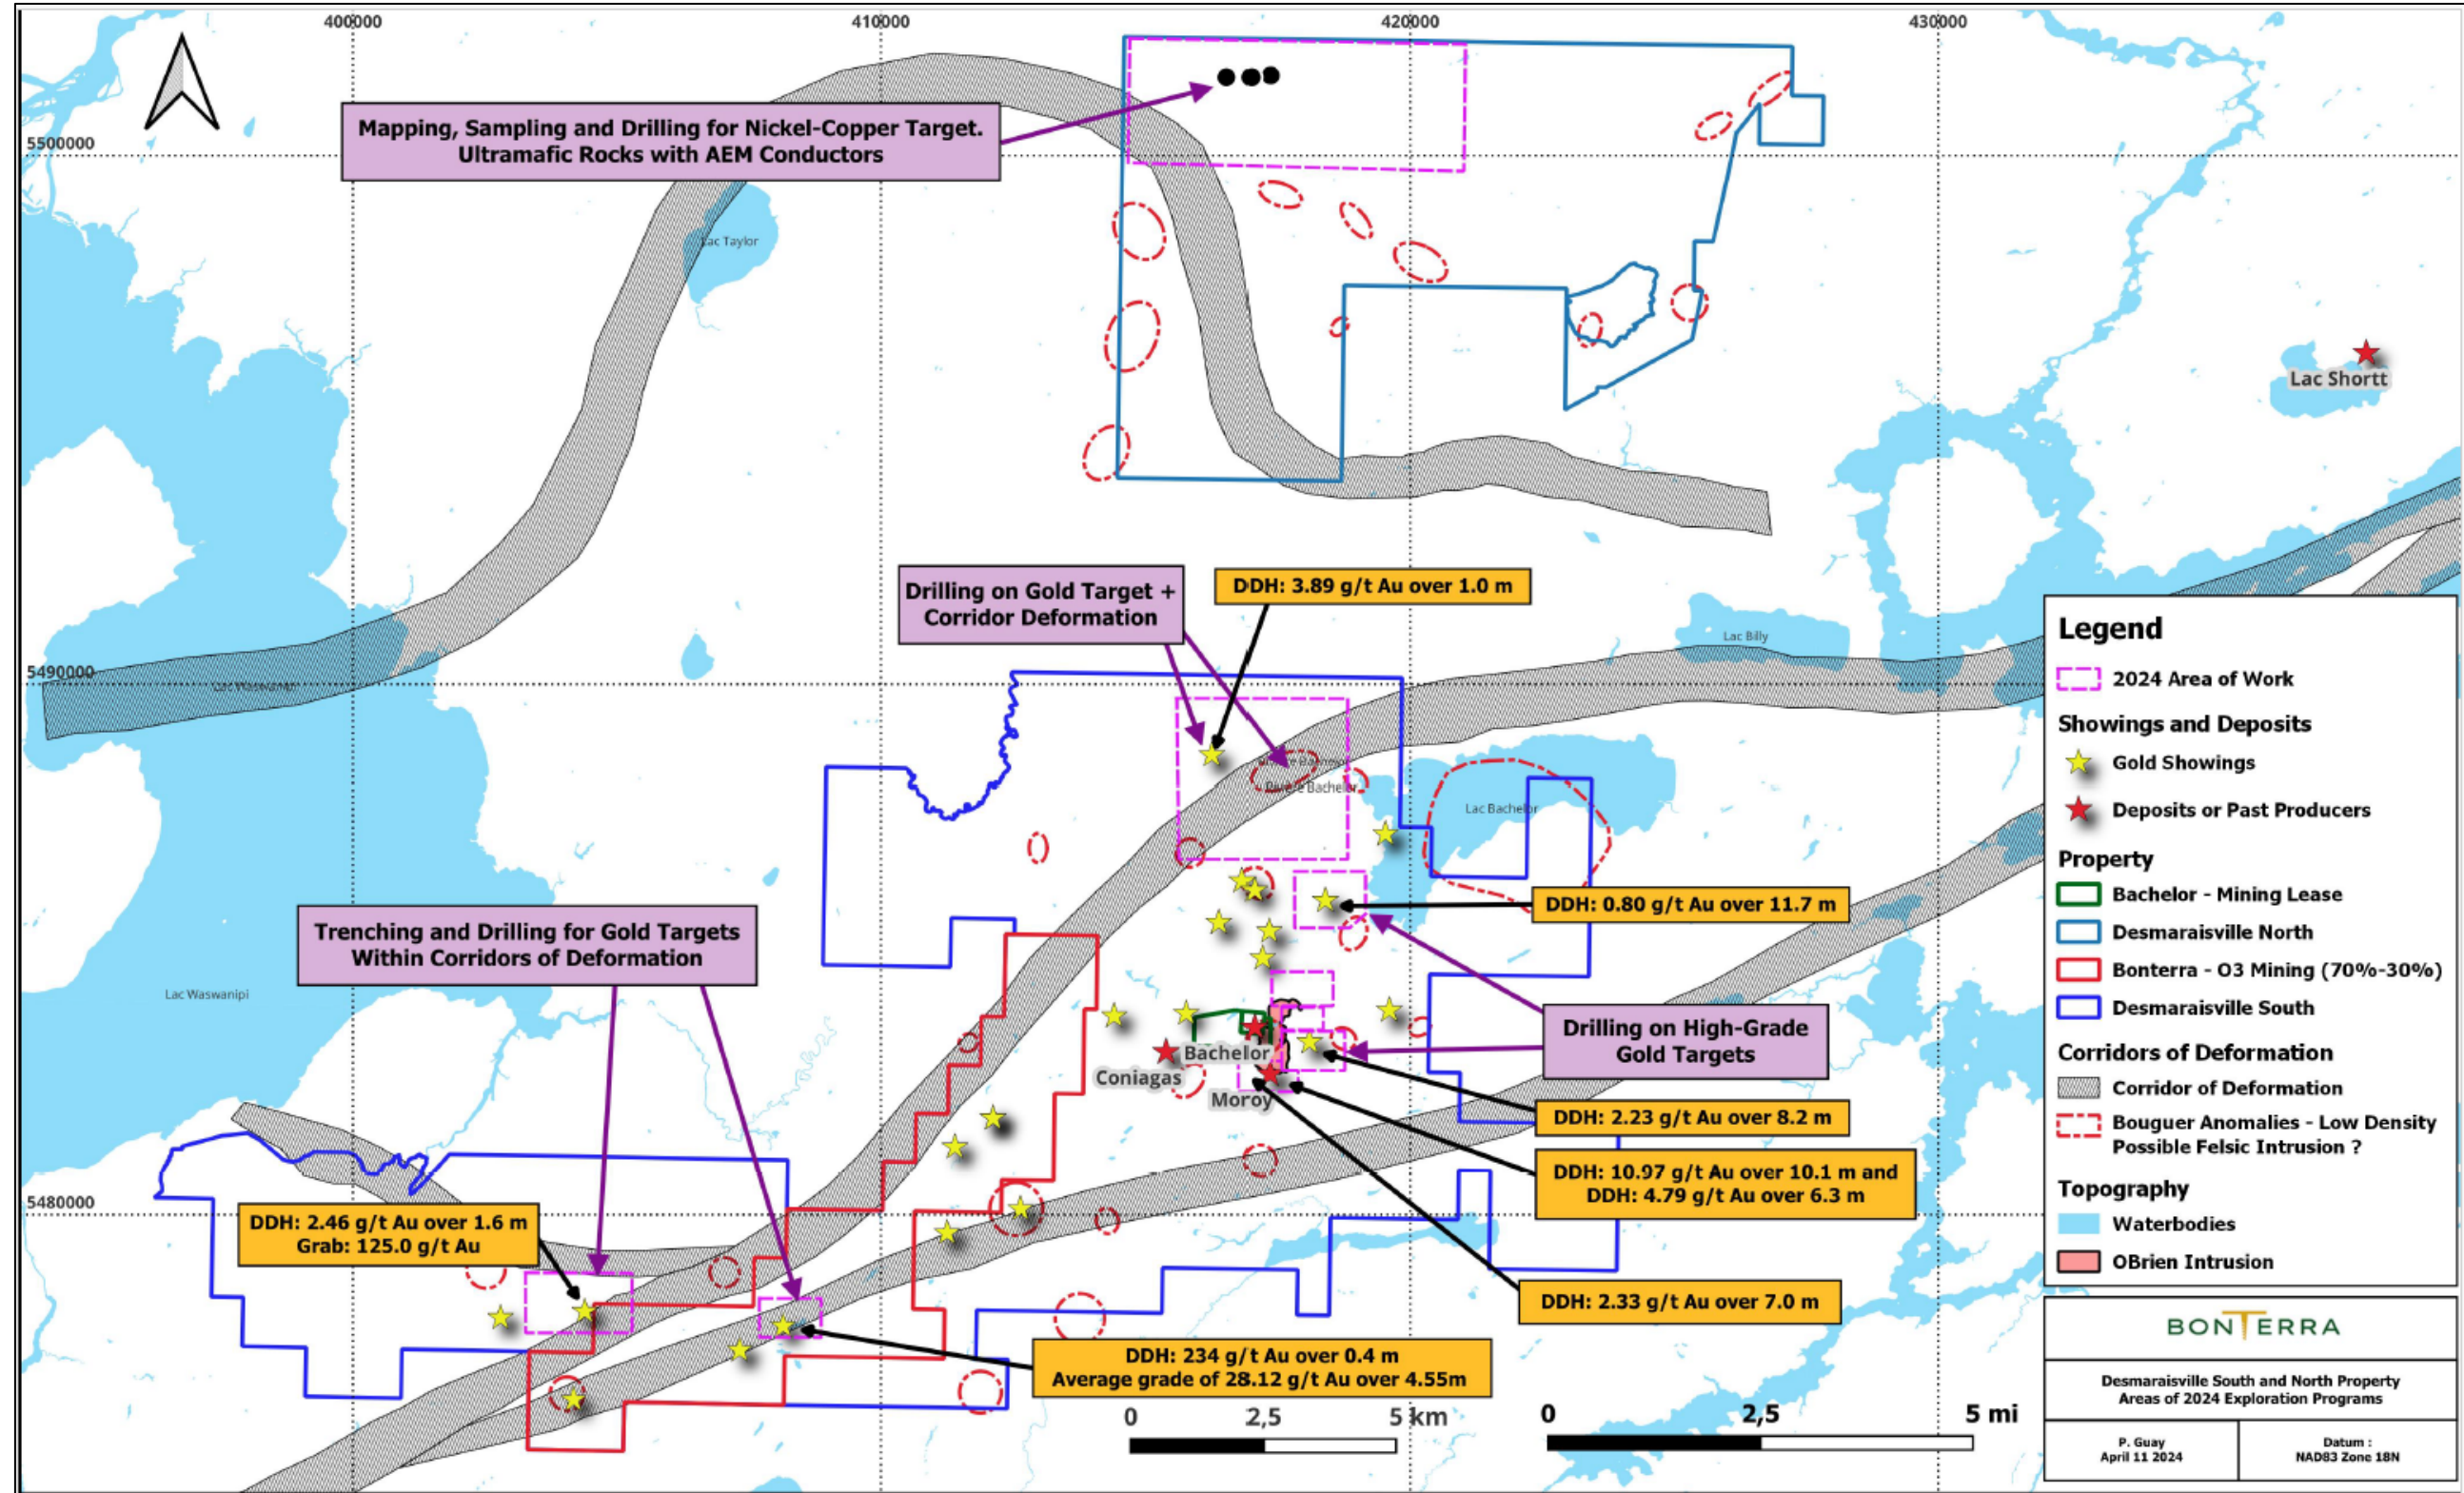 400000
410000
420000
430000
5500000
Mapping, Sampling and Drilling for Nickel-Copper Target.
Ultramafic Rocks with AEM Conductors
Lac Taylor
Lac Shortt
Drilling on Gold Target +
Corridor Deformation
DDH: 3.89 g/t Au over 1.0 m
Lac Billy
5490000
Lac Waswanipi
Rivière Bachelor
Lac Bachelor
DDH: 0.80 g/t Au over 11.7 m
Trenching and Drilling for Gold Targets
Within Corridors of Deformation
Lac Waswanipi
Drilling on High-Grade
Gold Targets
Bachelor
Coniagas
Moroy
DDH: 2.23 g/t Au over 8.2 m
DDH: 10.97 g/t Au over 10.1 m and
DDH: 4.79 g/t Au over 6.3 m
5480000
DDH: 2.46 g/t Au over 1.6 m
Grab: 125.0 g/t Au
DDH: 2.33 g/t Au over 7.0 m
DDH: 234 g/t Au over 0.4 m
Average grade of 28.12 g/t Au over 4.55m
0 2,5 5 km
0 2,5 5 mi
Legend
2024 Area of Work
Showings and Deposits
Gold Showings
Deposits or Past Producers
Property
Bachelor - Mining Lease
Desmaraisville North
Bonterra - O3 Mining (70%-30%)
Desmaraisville South
Corridors of Deformation
Corridor of Deformation
Bouguer Anomalies - Low Density
Possible Felsic Intrusion ?
Topography
Waterbodies
OBrien Intrusion
BONTERRA
Desmaraisville South and North Property
Areas of 2024 Exploration Programs
P. Guay
April 11 2024
Datum :
NAD83 Zone 18N